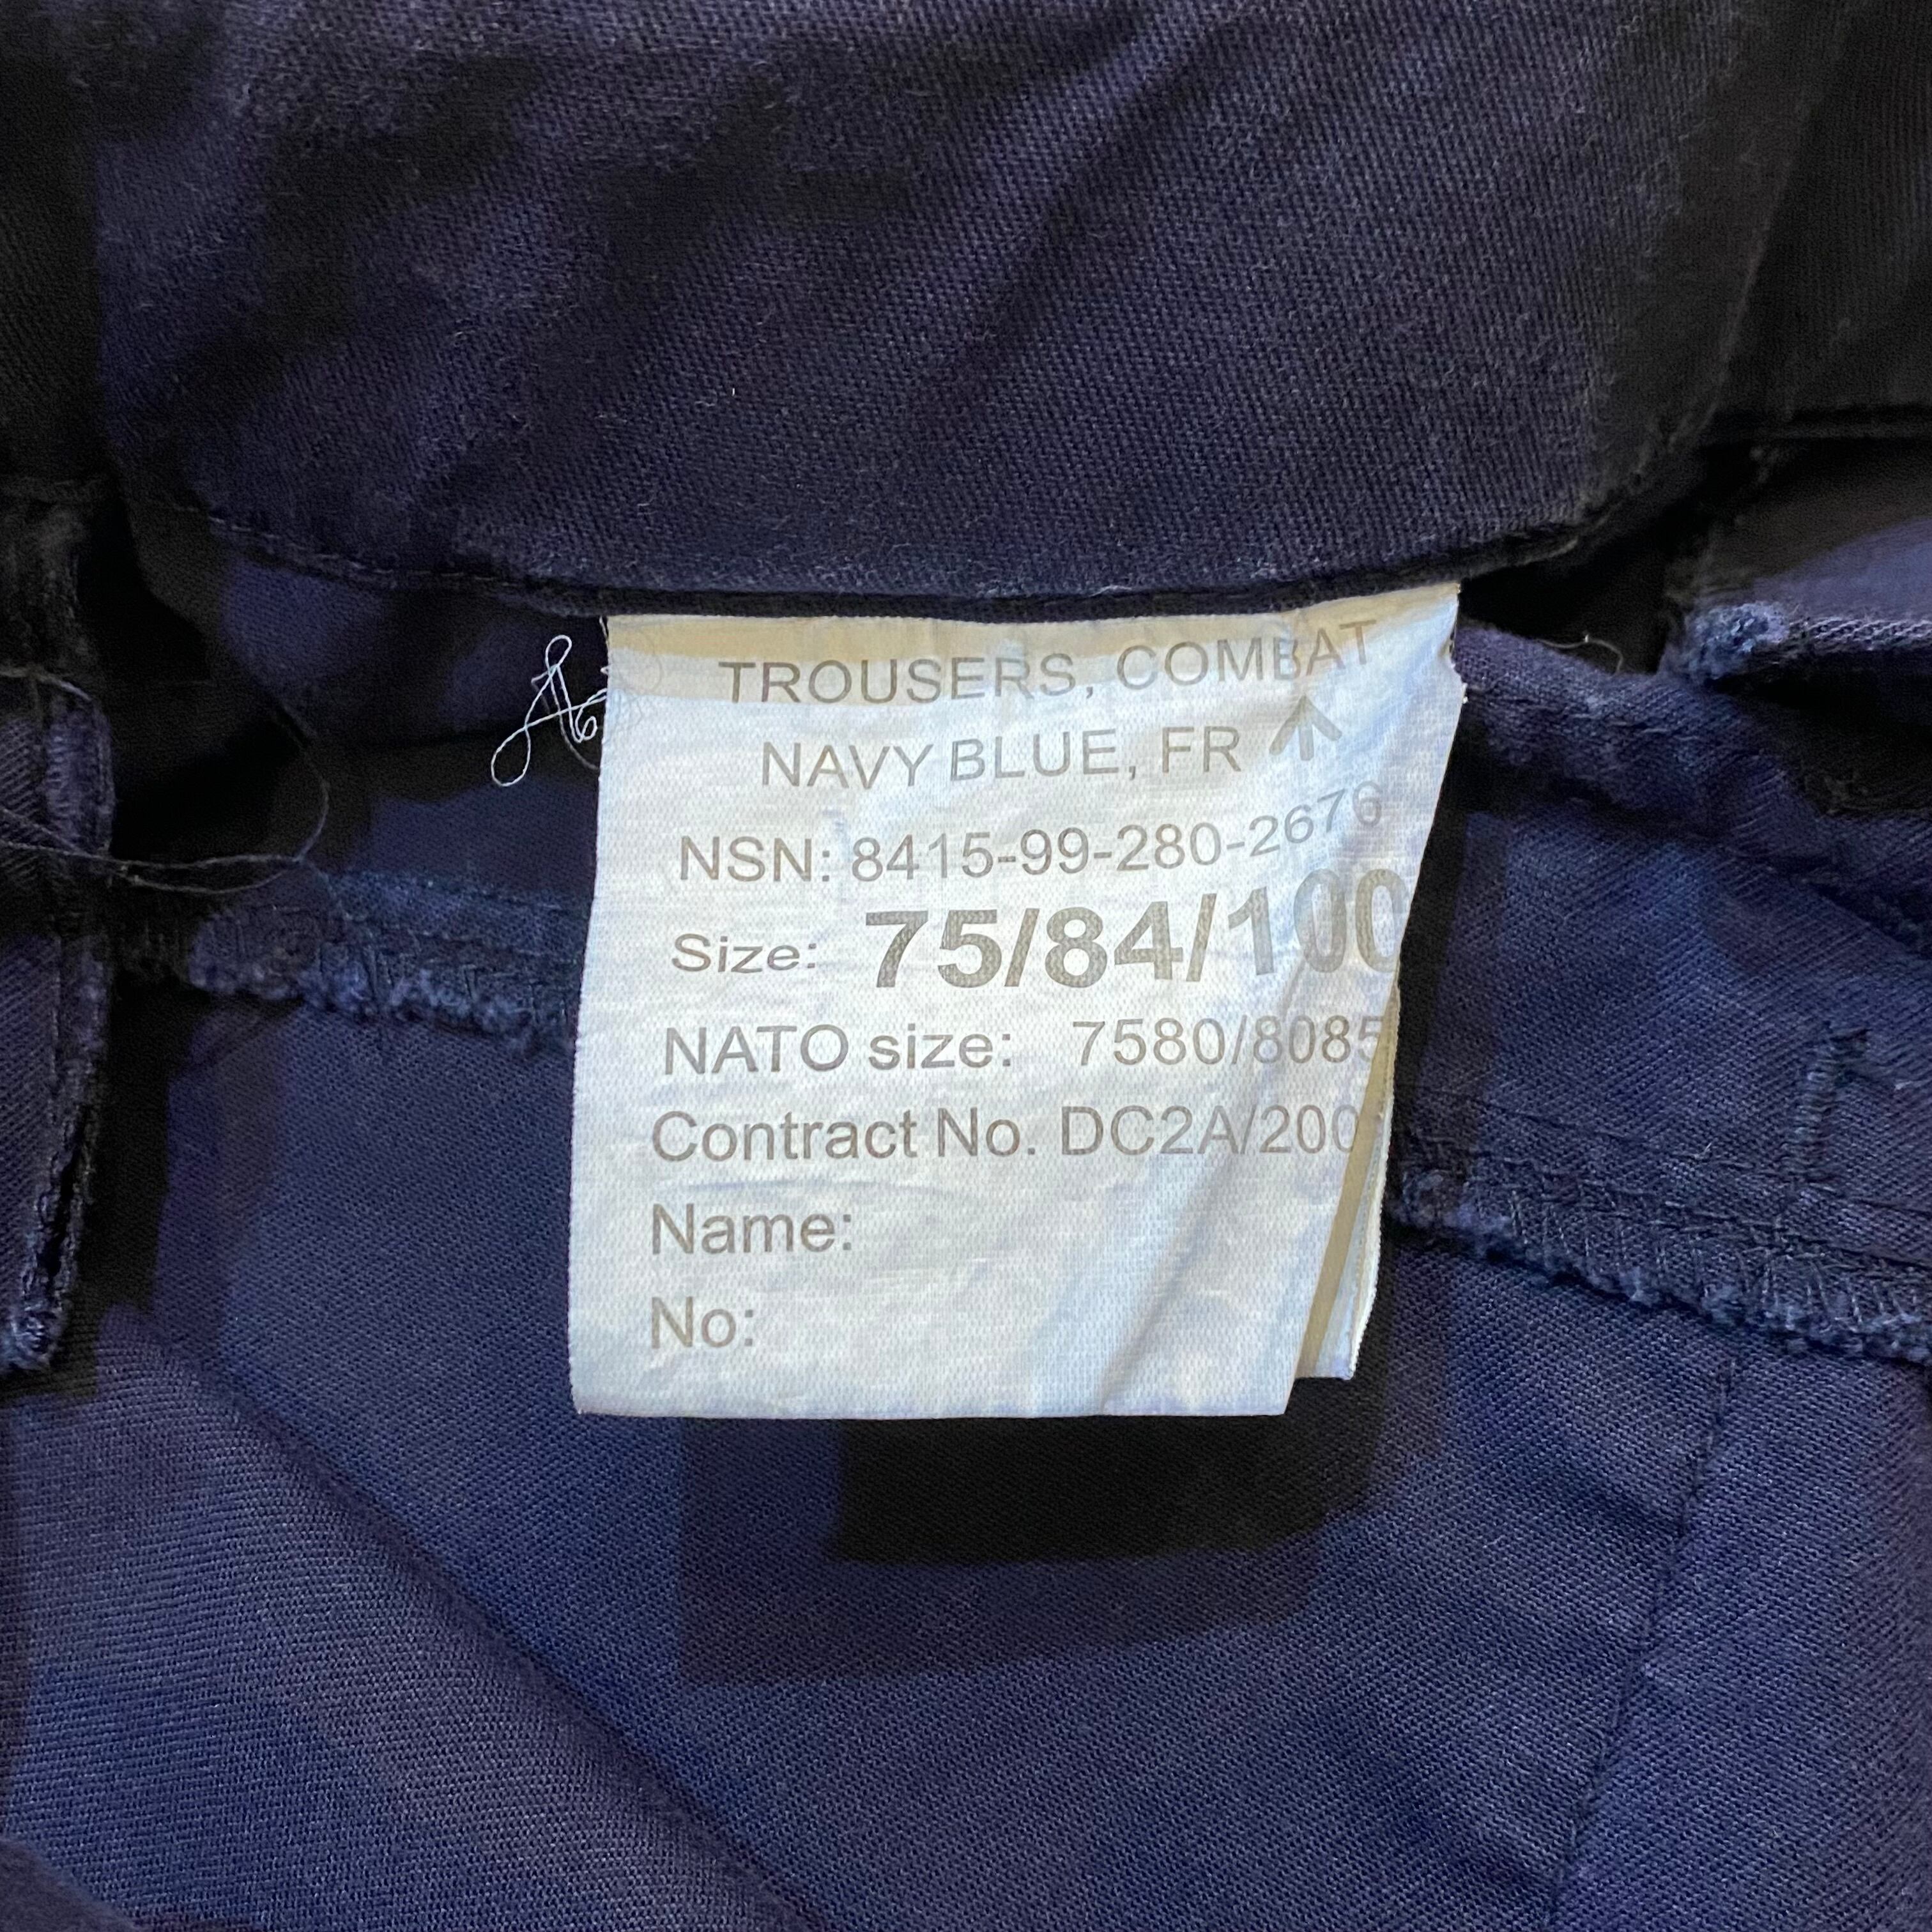 TROUSERS, COMBAT
NAVY BLUE, FR
NSN: 8415-99-280-2676
Size: 75/84/100
NATO size: 7580/8085
Contract No. DC2A/200
Name:
No: